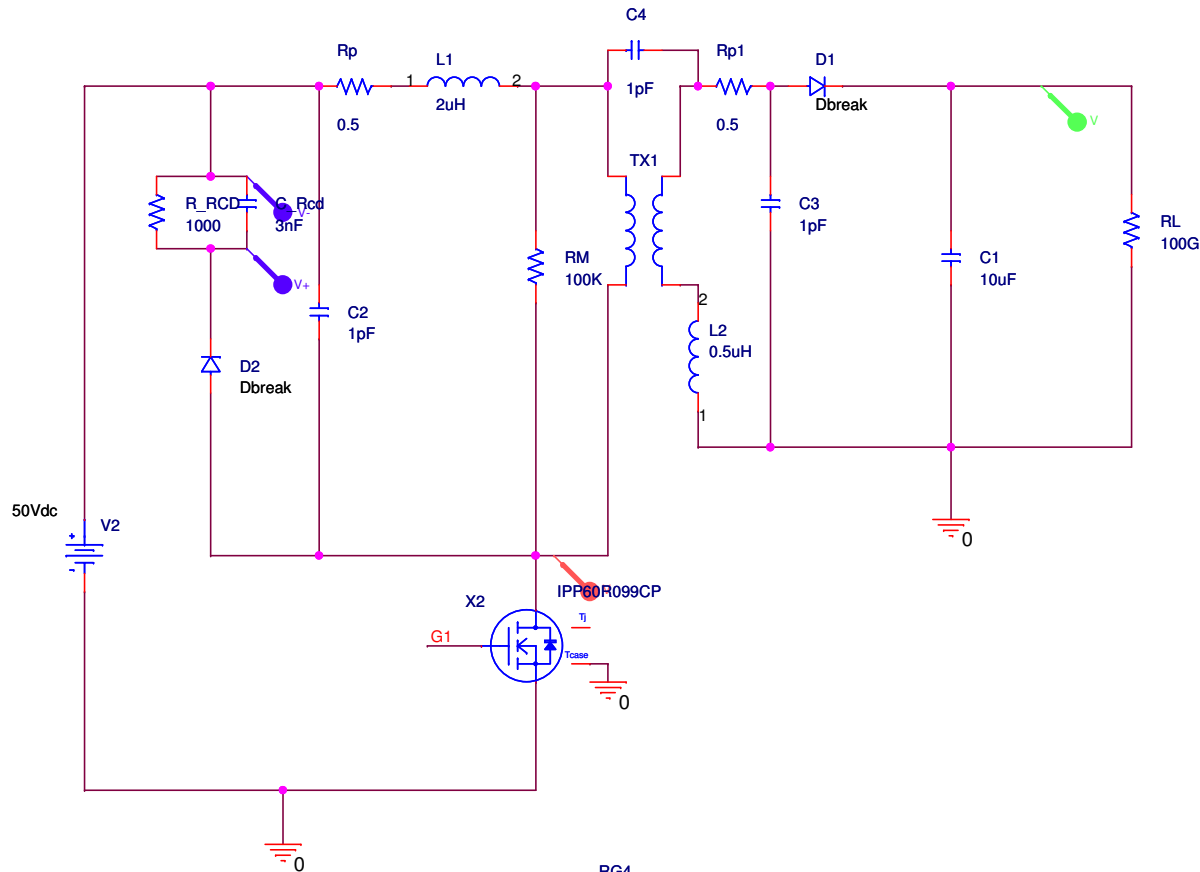 C4
1pF
Rp
0.5
L1
1
2
2uH
Rp1
0.5
D1
Dbreak
V
TX1
R_RCD
1000
C_Rcd
3nF
V-
V+
C2
1pF
RM
100K
C3
1pF
C1
10uF
RL
100G
2
L2
0.5uH
1
D2
Dbreak
50Vdc
+
V2
-
0
IPP60R099CP
X2
Tj
G1
Tcase
0
0
RG4